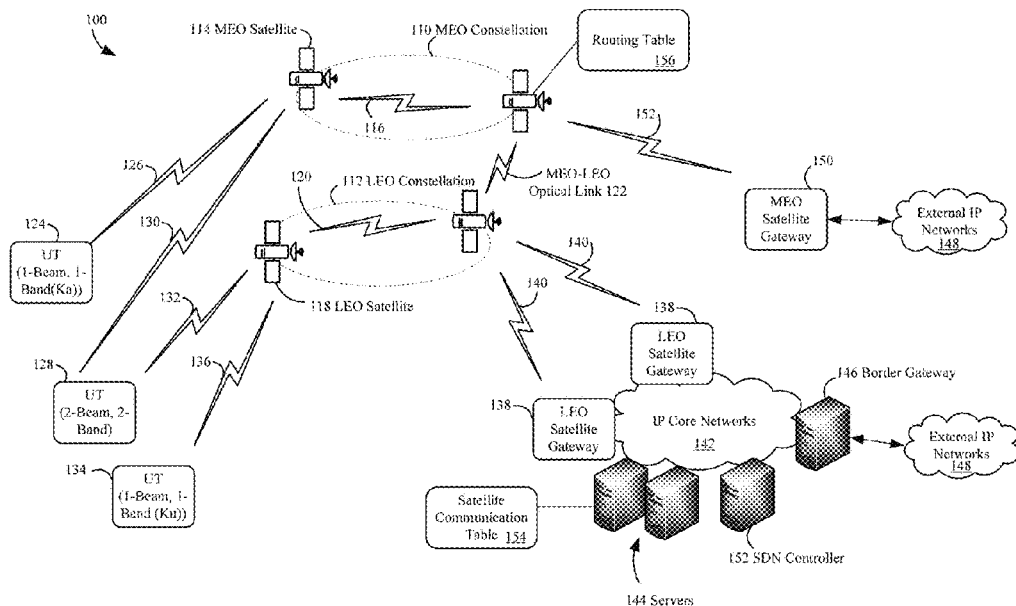 100
114 MEO Satellite
110 MEO Constellation
Routing Table
156
116
152
126
MEO-LEO
Optical Link 122
150
112 LEO Constellation
120
130
MEO
Satellite
Gateway
External IP
Networks
148
124
UT
(1-Beam, 1-
Band(Ka))
140
132
118 LEO Satellite
140
138
LEO
Satellite
Gateway
128
136
146 Border Gateway
UT
(2-Beam, 2-
Band)
138
LEO
Satellite
Gateway
IP Core Networks
142
External IP
Networks
148
134
UT
(1-Beam, 1-
Band (Ku))
Satellite
Communication
Table 154
152 SDN Controller
144 Servers